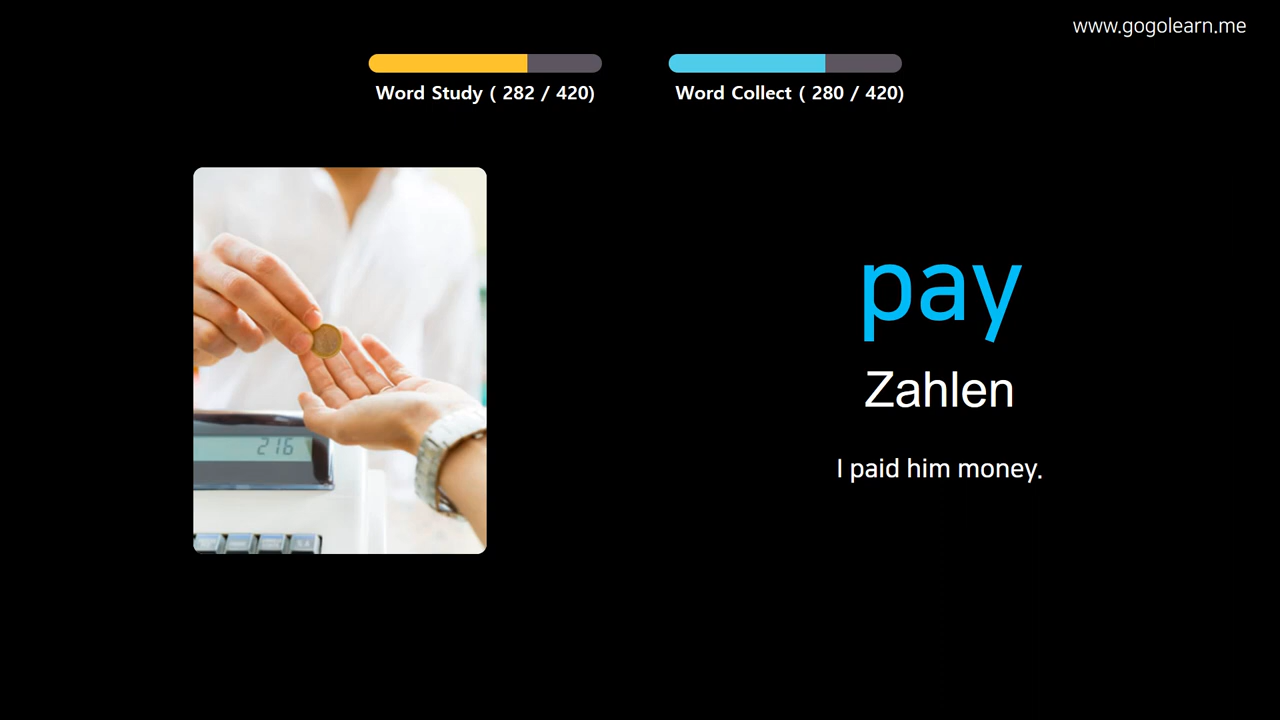 www.gogolearn.me
Word Study ( 282 / 420)
Word Collect ( 280 / 420)
pay
Zahlen
I paid him money.
216